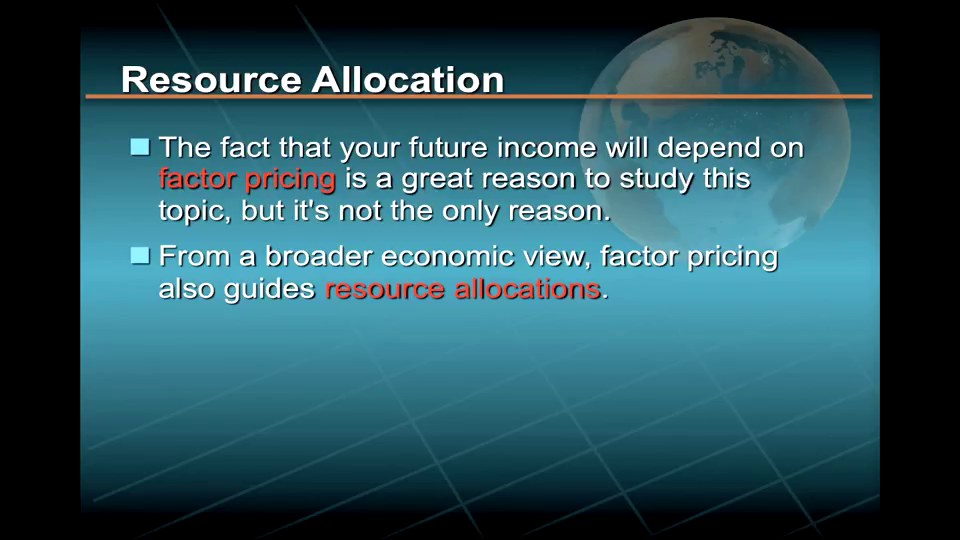 Resource Allocation
The fact that your future income will depend on
factor pricing is a great reason to study this
topic, but it's not the only reason.
From a broader economic view, factor pricing
also guides resource allocations.